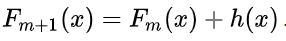 F_{m+1}(x) = F_m(x) + h(x).